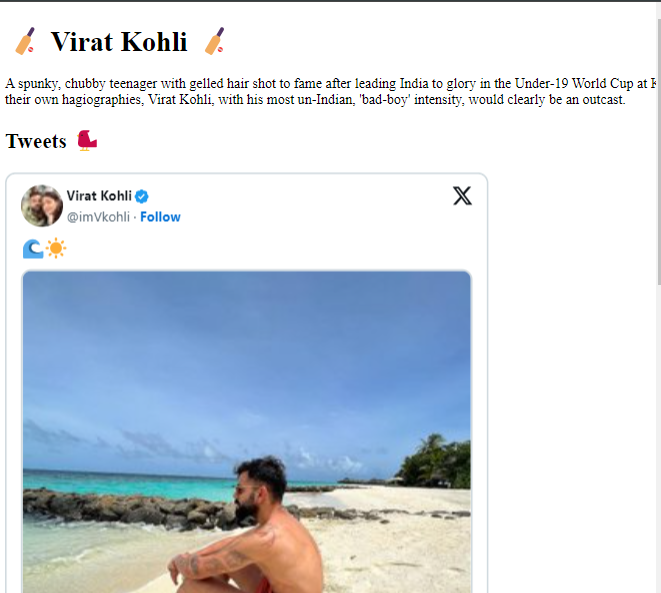 🏏 Virat Kohli 🏏
A spunky, chubby teenager with gelled hair shot to fame after leading India to glory in the Under-19 World Cup at
their own hagiographies, Virat Kohli, with his most un-Indian, 'bad-boy' intensity, would clearly be an outcast.
Tweets
Virat Kohli
@imVkohli · Follow
🌊☀️